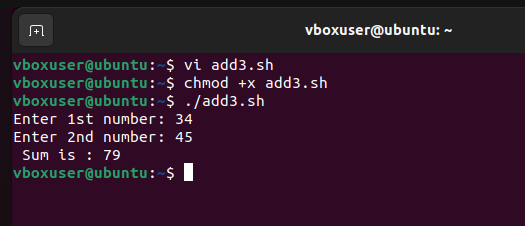 vboxuser@ubuntu: ~
vboxuser@ubuntu:~$ vi add3.sh
vboxuser@ubuntu:~$ chmod +x add3.sh
vboxuser@ubuntu:~$ ./add3.sh
Enter 1st number: 34
Enter 2nd number: 45
 Sum is : 79
vboxuser@ubuntu:~$